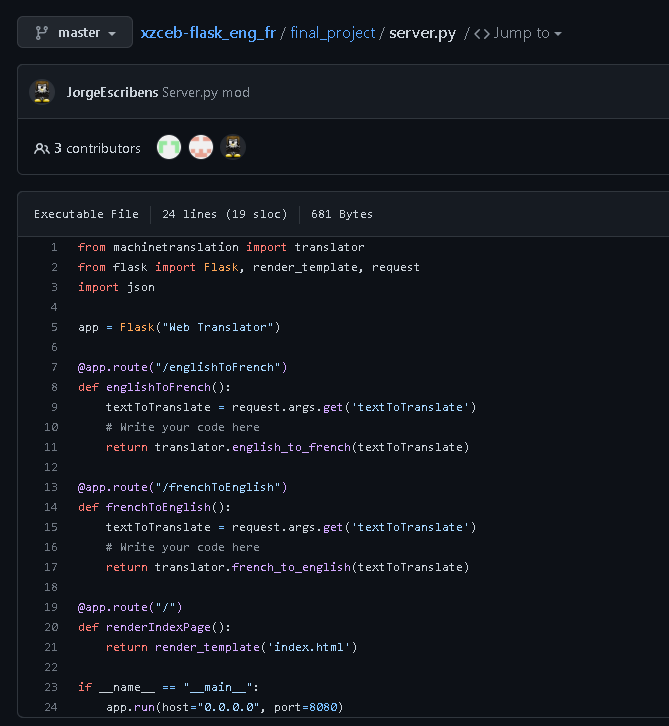 master
xzceb-flask_eng_fr / final_project / server.py / <> Jump to
JorgeEscribens Server.py mod
3 contributors
Executable File 24 lines (19 sloc) 681 Bytes
1 from machinetranslation import translator
2 from flask import Flask, render_template, request
3 import json
4
5 app = Flask("Web Translator")
6
7 @app.route("/englishToFrench")
8 def englishToFrench():
9     textToTranslate = request.args.get('textToTranslate')
10     # Write your code here
11     return translator.english_to_french(textToTranslate)
12
13 @app.route("/frenchToEnglish")
14 def frenchToEnglish():
15     textToTranslate = request.args.get('textToTranslate')
16     # Write your code here
17     return translator.french_to_english(textToTranslate)
18
19 @app.route("/")
20 def renderIndexPage():
21     return render_template('index.html')
22
23 if __name__ == "__main__":
24     app.run(host="0.0.0.0", port=8080)